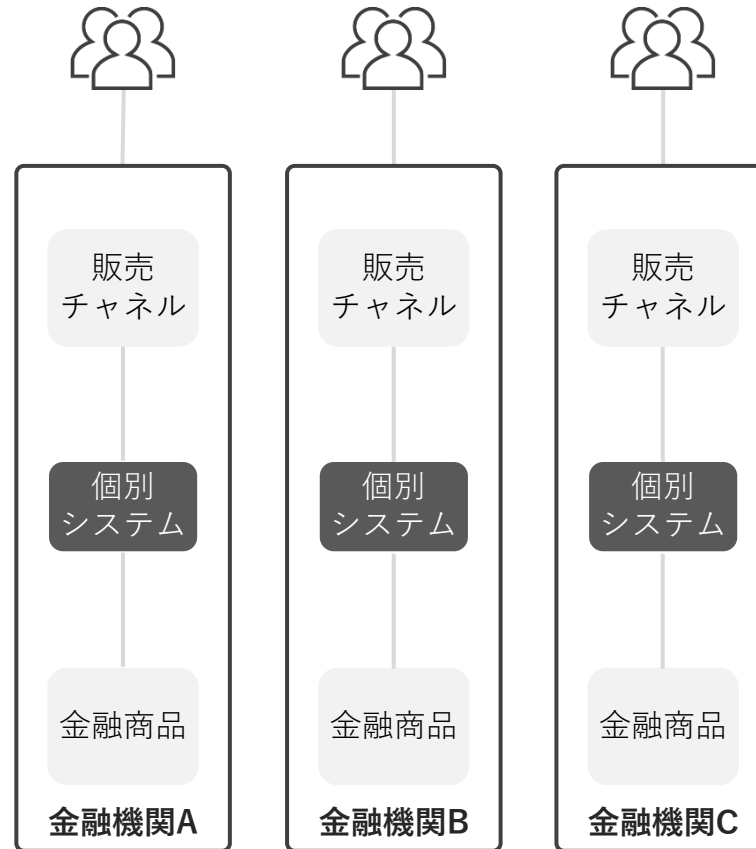 販売
チャネル
個別
システム
金融商品
金融機関A
販売
チャネル
個別
システム
金融商品
金融機関B
販売
チャネル
個別
システム
金融商品
金融機関C